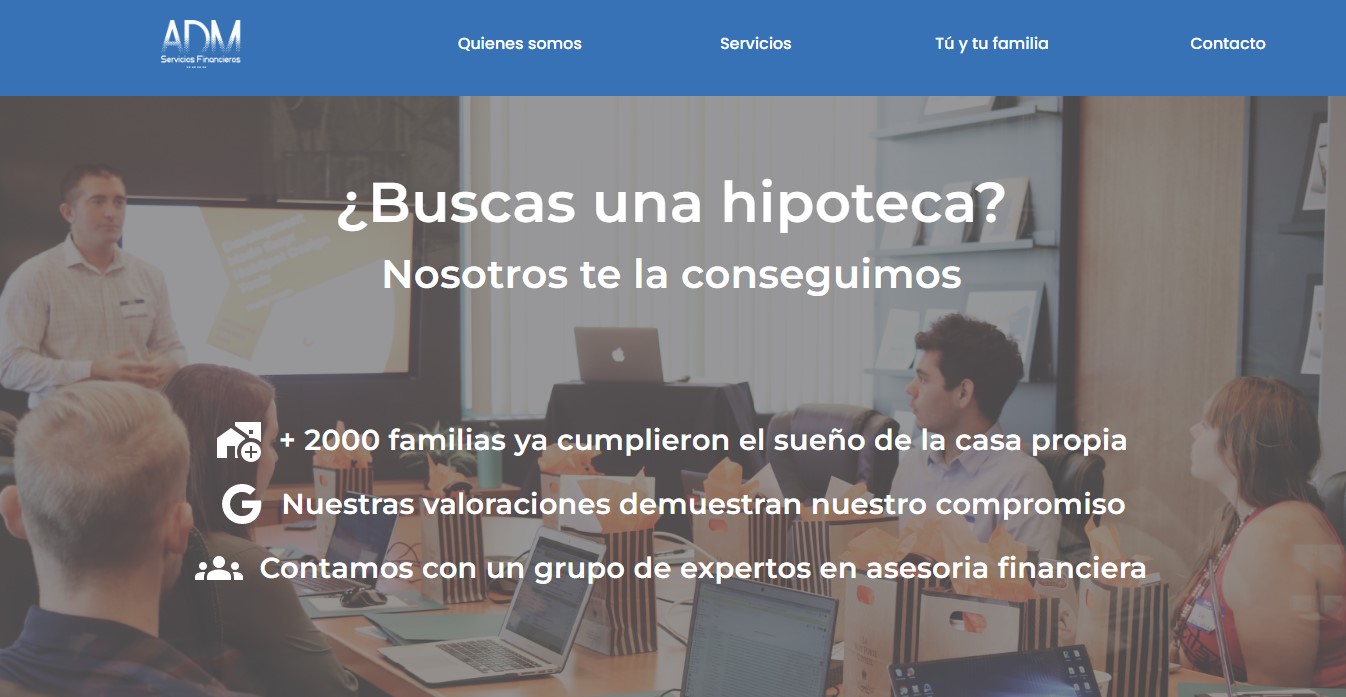 ADM
Servicios Financieros
Quienes somos
Servicios
Tú y tu familia
Contacto
¿Buscas una hipoteca?
Nosotros te la conseguimos
+ 2000 familias ya cumplieron el sueño de la casa propia
G
Nuestras valoraciones demuestran nuestro compromiso
Contamos con un grupo de expertos en asesoria financiera